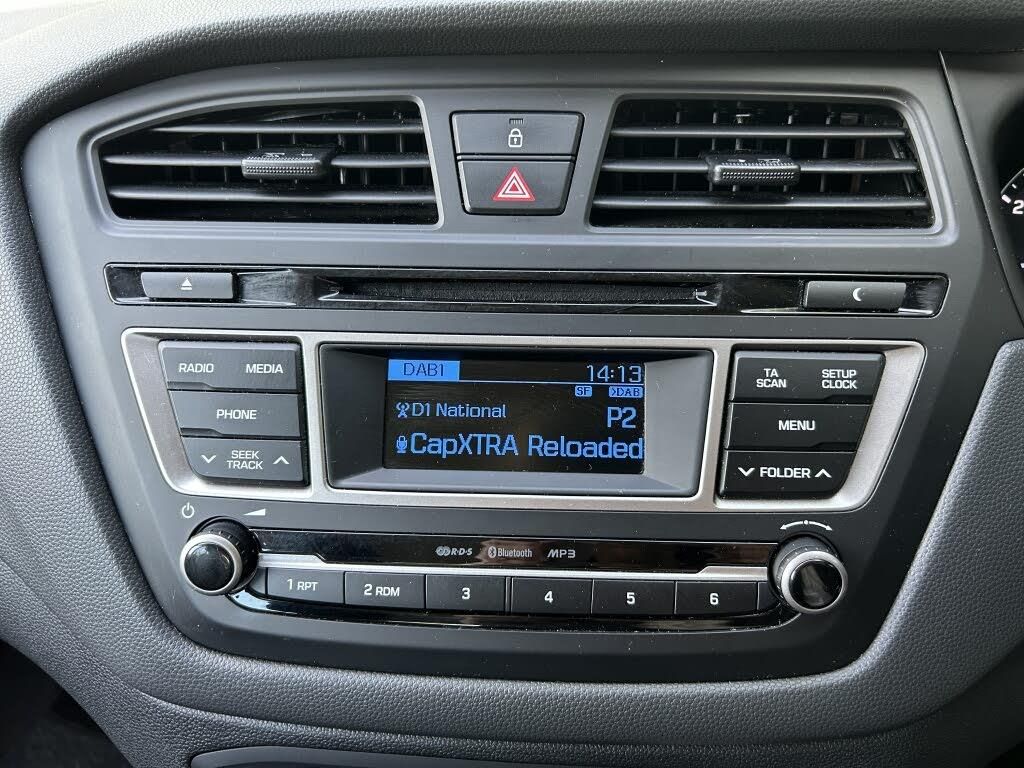 RADIO MEDIA
PHONE
SEEK
TRACK
DAB1 14:13
SF >DAB
D1 National P2
CapXTRA Reloaded
TA
SCAN
SETUP
CLOCK
MENU
FOLDER
R·D·S Bluetooth MP3
1 RPT 2 RDM 3 4 5 6
2